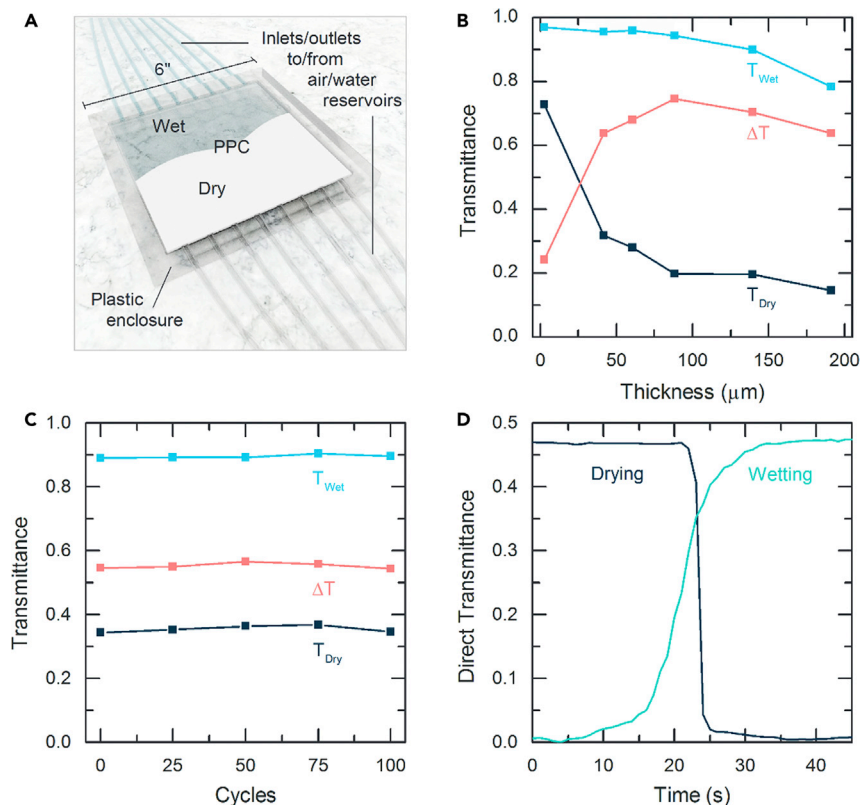 A
Inlets/outlets
to/from
air/water
reservoirs
6"
Wet
PPC
Dry
Plastic
enclosure
B
1.0
0.8
0.6
0.4
0.2
0.0
Transmittance
T_Wet
ΔT
T_Dry
0
50
100
150
200
Thickness (μm)
C
1.0
0.8
0.6
0.4
0.2
0.0
Transmittance
T_Wet
ΔT
T_Dry
0
25
50
75
100
Cycles
D
0.5
0.4
0.3
0.2
0.1
0.0
Direct Transmittance
Drying
Wetting
0
10
20
30
40
Time (s)